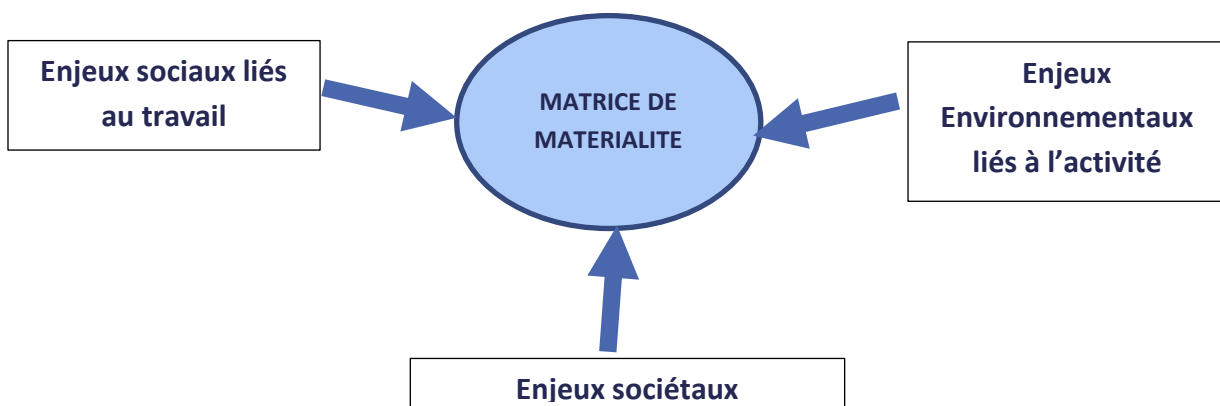 Enjeux sociaux liés
au travail
MATRICE DE
MATERIALITE
Enjeux
Environnementaux
liés à l’activité
Enjeux sociétaux